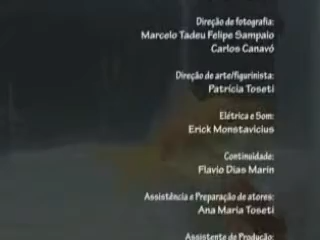 Direção de fotografia:
Marcelo Tadeu Felipe Sampaio
Carlos Canavó
Direção de arte/figurinista:
Patrícia Toseti
Elétrica e Som:
Erick Monstavicius
Continuidade:
Flavio Dias Marin
Assistência e Preparação de atores:
Ana Maria Toseti
Assistente de Produção: